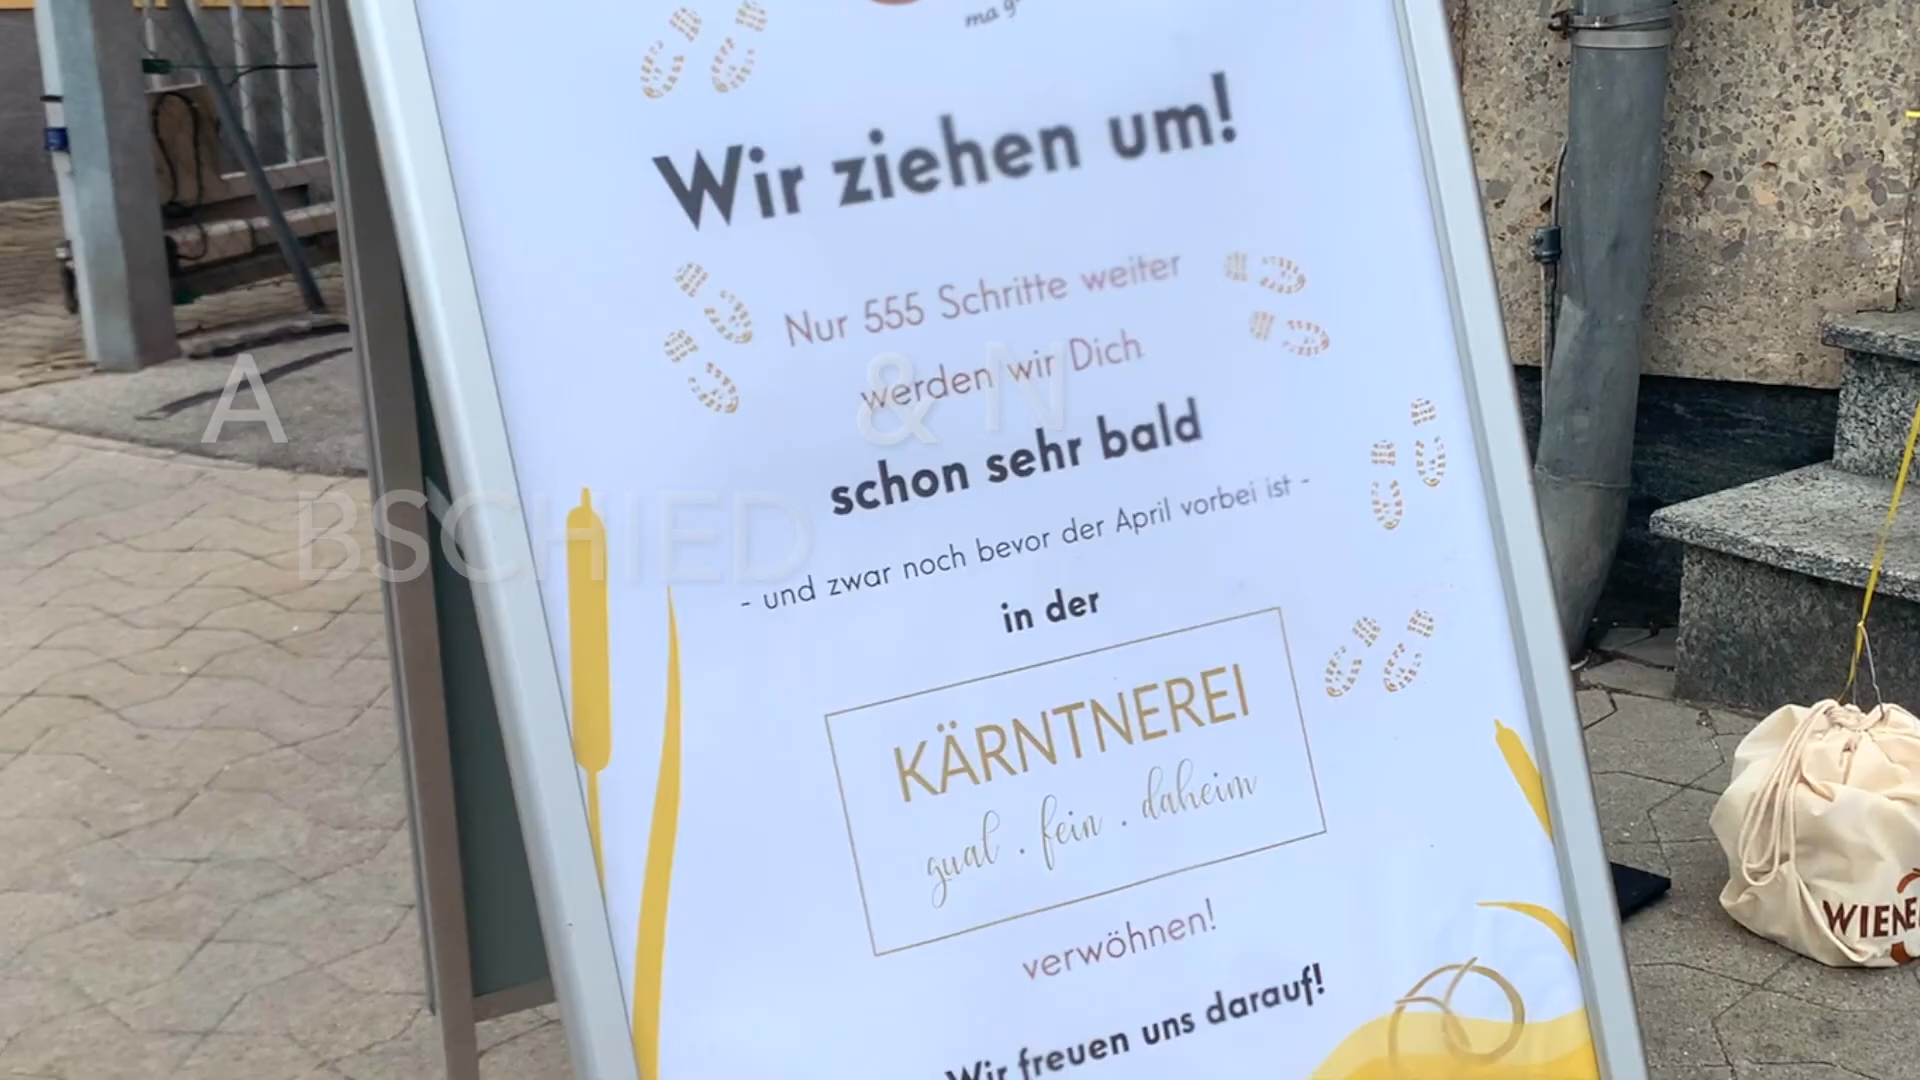 Wir ziehen um!
Nur 555 Schritte weiter
werden wir Dich
schon sehr bald
- und zwar noch bevor der April vorbei ist -
in der
KÄRNTNEREI
guat . fein . daheim
verwöhnen!
Wir freuen uns darauf!
A & N
BSCHIED
WIENE